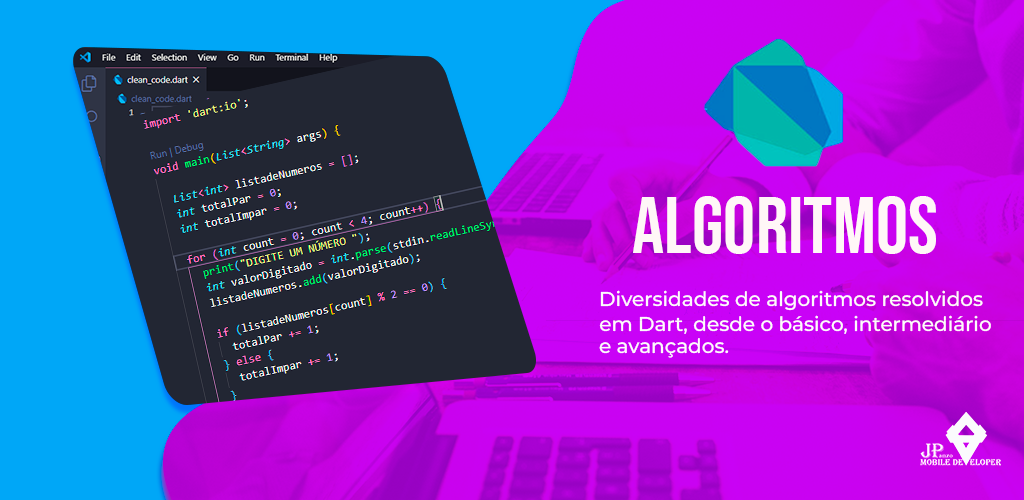 File Edit Selection View Go Run Terminal Help
clean_code.dart ×
clean_code.dart
1
import 'dart:io';
Run | Debug
void main(List<String> args) {
List<int> listadeNumeros = [];
int totalPar = 0;
int totalImpar = 0;
for (int count = 0; count < 4; count++) {
print("DIGITE UM NÚMERO ");
int valorDigitado = int.parse(stdin.readLineSyn
listadeNumeros.add(valorDigitado);
if (listadeNumeros[count] % 2 == 0) {
totalPar += 1;
} else {
totalImpar += 1;
}
ALGORITMOS
Diversidades de algoritmos resolvidos
em Dart, desde o básico, intermediário
e avançados.
JP
MOBILE DEVELOPER